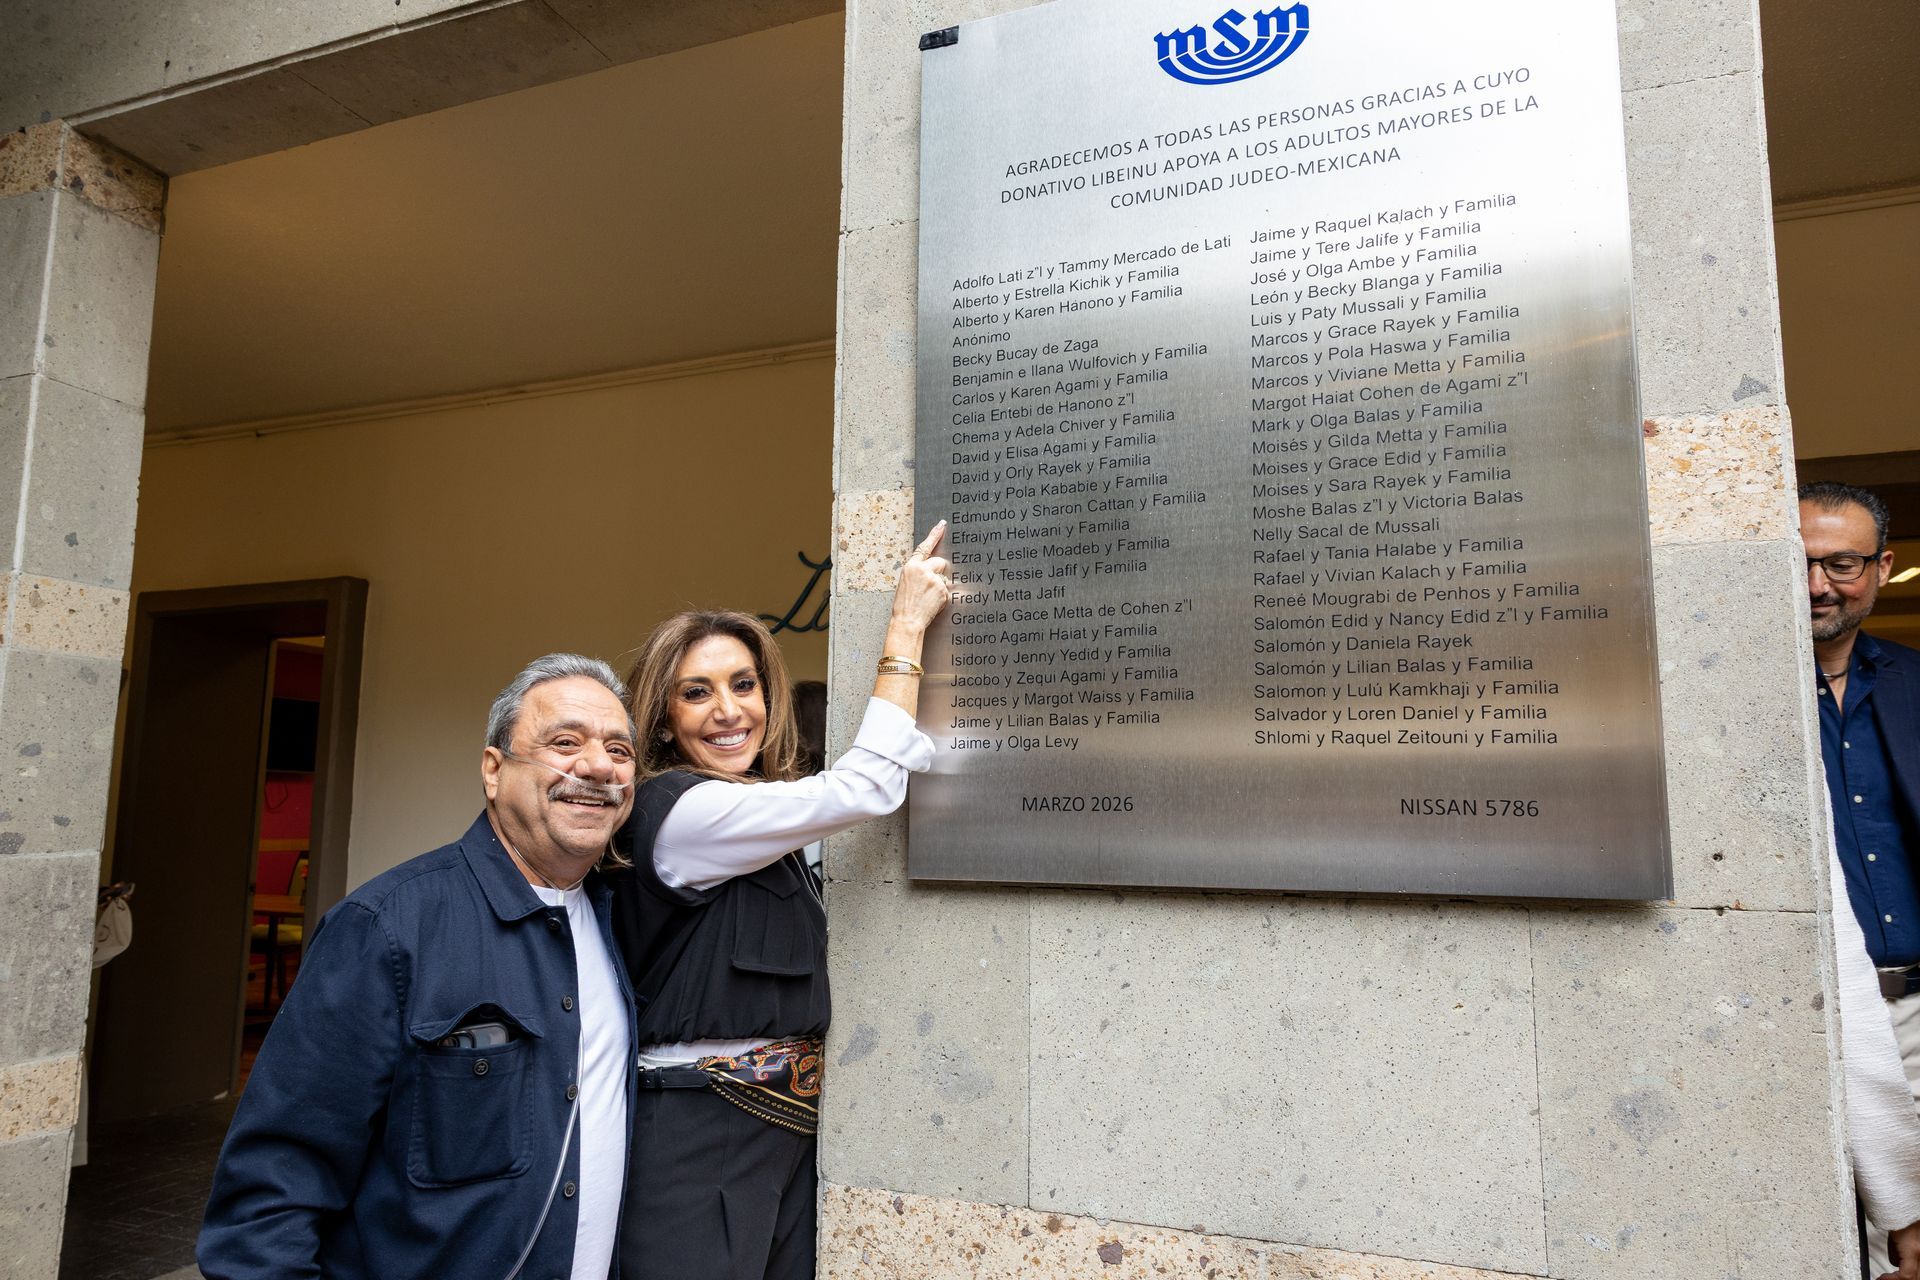 msm
AGRADECEMOS A TODAS LAS PERSONAS GRACIAS A CUYO
DONATIVO LIBEINU APOYA A LOS ADULTOS MAYORES DE LA
COMUNIDAD JUDEO-MEXICANA
Adolfo Lati z"l y Tammy Mercado de Lati
Alberto y Estrella Kichik y Familia
Alberto y Karen Hanono y Familia
Anónimo
Becky Bucay de Zaga
Benjamin e Ilana Wulfovich y Familia
Carlos y Karen Agami y Familia
Celia Entebi de Hanono z"l
Chema y Adela Chiver y Familia
David y Elisa Agami y Familia
David y Orly Rayek y Familia
David y Pola Kababie y Familia
Edmundo y Sharon Cattan y Familia
Efraiym Helwani y Familia
Ezra y Leslie Moadeb y Familia
Felix y Tessie Jafif y Familia
Fredy Metta Jafif
Graciela Gace Metta de Cohen z"l
Isidoro Agami Haiat y Familia
Isidoro y Jenny Yedid y Familia
Jacobo y Zequi Agami y Familia
Jacques y Margot Waiss y Familia
Jaime y Lilian Balas y Familia
Jaime y Olga Levy
Jaime y Raquel Kalach y Familia
Jaime y Tere Jalife y Familia
José y Olga Ambe y Familia
León y Becky Blanga y Familia
Luis y Paty Mussali y Familia
Marcos y Grace Rayek y Familia
Marcos y Pola Haswa y Familia
Marcos y Viviane Metta y Familia
Margot Haiat Cohen de Agami z"l
Mark y Olga Balas y Familia
Moisés y Gilda Metta y Familia
Moises y Grace Edid y Familia
Moises y Sara Rayek y Familia
Moshe Balas z"l y Victoria Balas
Nelly Sacal de Mussali
Rafael y Tania Halabe y Familia
Rafael y Vivian Kalach y Familia
Reneé Mougrabi de Penhos y Familia
Salomón Edid y Nancy Edid z"l y Familia
Salomón y Daniela Rayek
Salomón y Lilian Balas y Familia
Salomon y Lulú Kamkhaji y Familia
Salvador y Loren Daniel y Familia
Shlomi y Raquel Zeitouni y Familia
MARZO 2026
NISSAN 5786